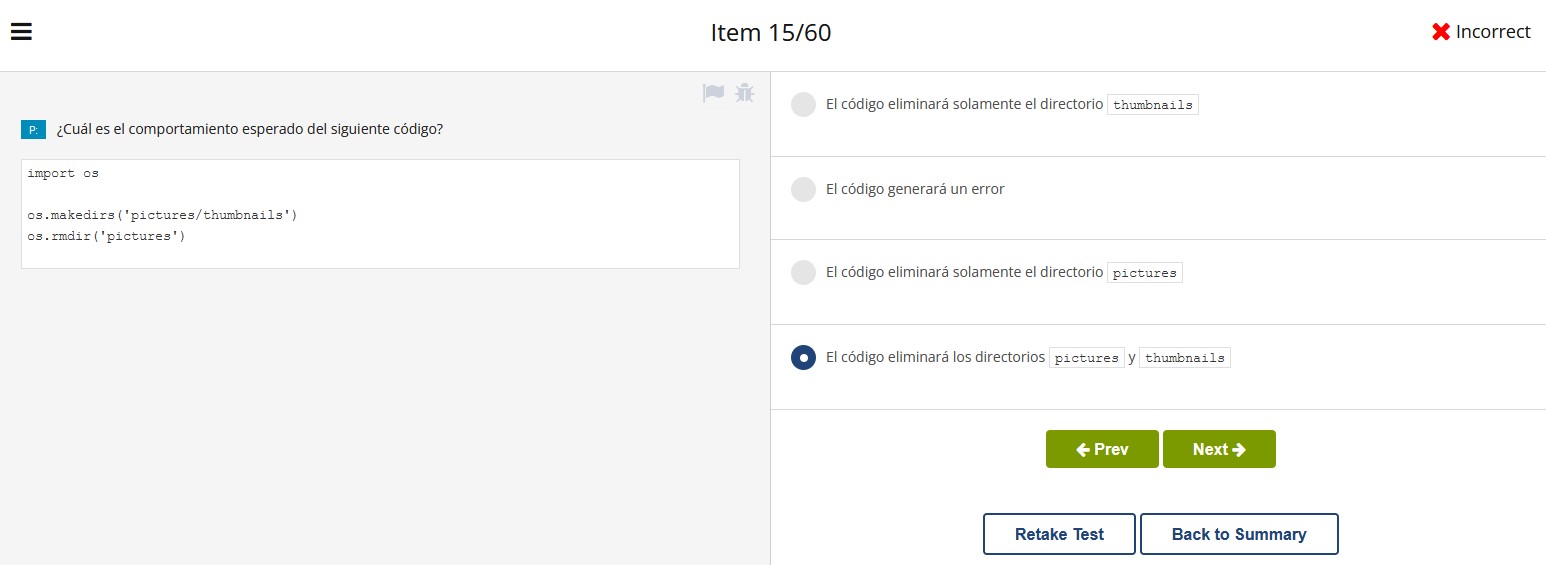 Item 15/60
Incorrect
P: ¿Cuál es el comportamiento esperado del siguiente código?
import os
os.makedirs('pictures/thumbnails')
os.rmdir('pictures')
El código eliminará solamente el directorio thumbnails
El código generará un error
El código eliminará solamente el directorio pictures
El código eliminará los directorios pictures y thumbnails
Prev
Next
Retake Test
Back to Summary